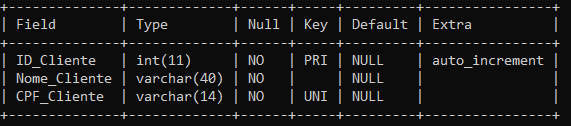 +--------------+-------------+------+-----+---------+----------------+
| Field        | Type        | Null | Key | Default | Extra          |
+--------------+-------------+------+-----+---------+----------------+
| ID_Cliente   | int(11)     | NO   | PRI | NULL    | auto_increment |
| Nome_Cliente | varchar(40) | NO   |     | NULL    |                |
| CPF_Cliente  | varchar(14) | NO   | UNI | NULL    |                |
+--------------+-------------+------+-----+---------+----------------+